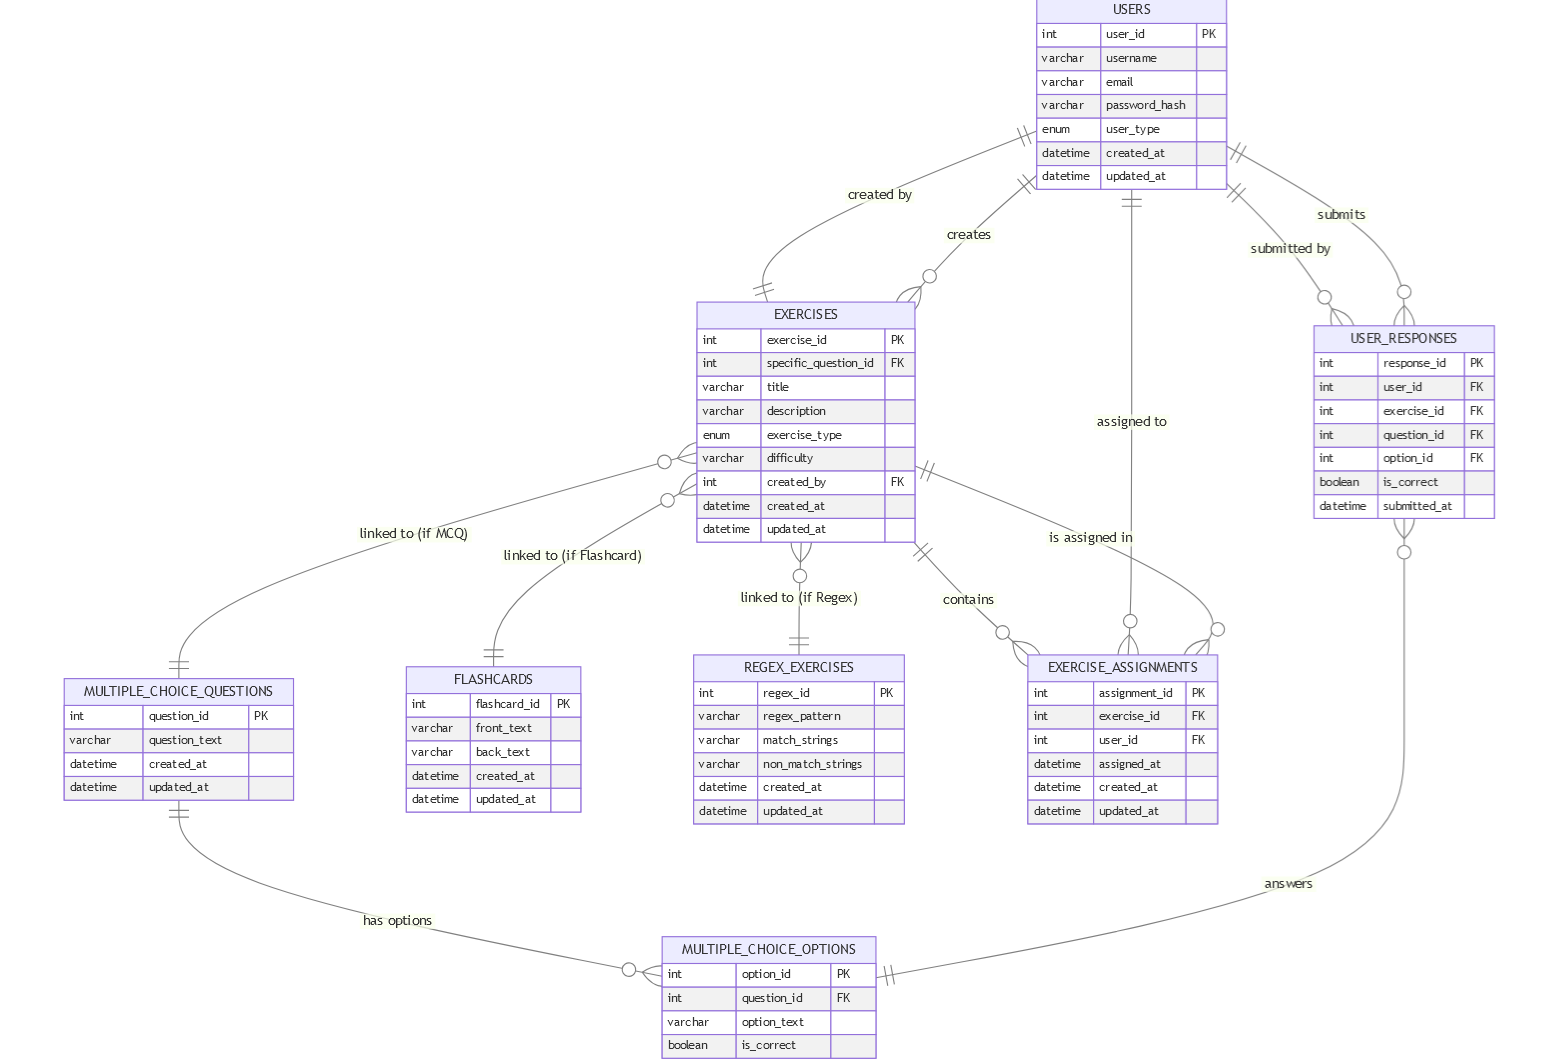 USERS
int user_id PK
varchar username
varchar email
varchar password_hash
enum user_type
datetime created_at
datetime updated_at
created by
creates
submits
submitted by
EXERCISES
int exercise_id PK
int specific_question_id FK
varchar title
varchar description
enum exercise_type
varchar difficulty
int created_by FK
datetime created_at
datetime updated_at
USER_RESPONSES
int response_id PK
int user_id FK
int exercise_id FK
int question_id FK
int option_id FK
boolean is_correct
datetime submitted_at
assigned to
linked to (if MCQ)
linked to (if Flashcard)
linked to (if Regex)
is assigned in
contains
MULTIPLE_CHOICE_QUESTIONS
int question_id PK
varchar question_text
datetime created_at
datetime updated_at
FLASHCARDS
int flashcard_id PK
varchar front_text
varchar back_text
datetime created_at
datetime updated_at
REGEX_EXERCISES
int regex_id PK
varchar regex_pattern
varchar match_strings
varchar non_match_strings
datetime created_at
datetime updated_at
EXERCISE_ASSIGNMENTS
int assignment_id PK
int exercise_id FK
int user_id FK
datetime assigned_at
datetime created_at
datetime updated_at
answers
has options
MULTIPLE_CHOICE_OPTIONS
int option_id PK
int question_id FK
varchar option_text
boolean is_correct